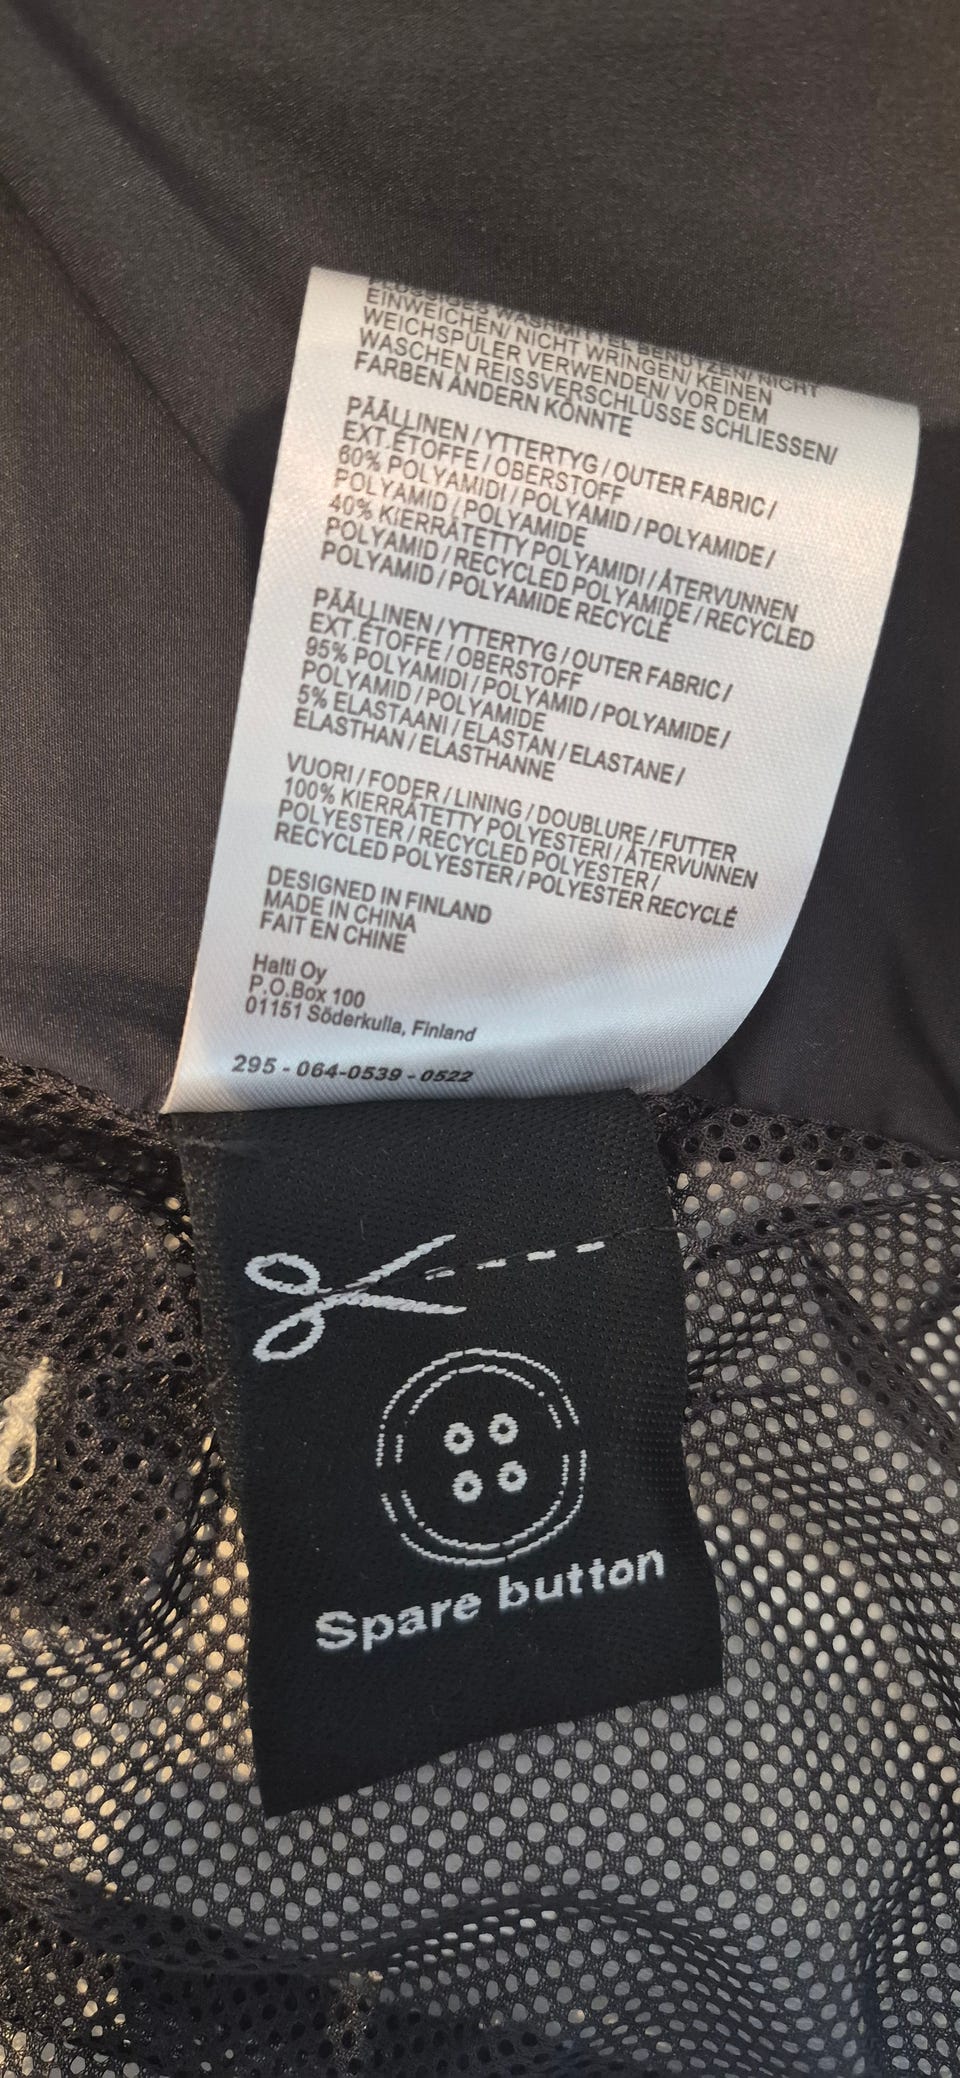 FLÜSSIGES WASHMITTEL BENUTZEN/ NICHT
EINWEICHEN/ NICHT WRINGEN/ KEINEN
WEICHSPÜLER VERWENDEN/ VOR DEM
WASCHEN REISSVERSCHLÜSSE SCHLIESSEN/
FARBEN ÄNDERN KÖNNTE
PÄÄLLINEN / YTTERTYG / OUTER FABRIC /
EXT.ÉTOFFE / OBERSTOFF
60% POLYAMIDI / POLYAMID / POLYAMIDE /
POLYAMID / POLYAMIDE
40% KIERRÄTETTY POLYAMIDI / ÅTERVUNNEN
POLYAMID / RECYCLED POLYAMIDE / RECYCLED
POLYAMID / POLYAMIDE RECYCLÉ
PÄÄLLINEN / YTTERTYG / OUTER FABRIC /
EXT.ÉTOFFE / OBERSTOFF
95% POLYAMIDI / POLYAMID / POLYAMIDE /
POLYAMID / POLYAMIDE
5% ELASTAANI / ELASTAN / ELASTANE /
ELASTHAN / ELASTHANNE
VUORI / FODER / LINING / DOUBLURE / FUTTER
100% KIERRÄTETTY POLYESTERI / ÅTERVUNNEN
POLYESTER / RECYCLED POLYESTER /
RECYCLED POLYESTER / POLYESTER RECYCLÉ
DESIGNED IN FINLAND
MADE IN CHINA
FAIT EN CHINE
Halti Oy
P.O.Box 100
01151 Söderkulla, Finland
295 - 064-0539 - 0522
Spare button